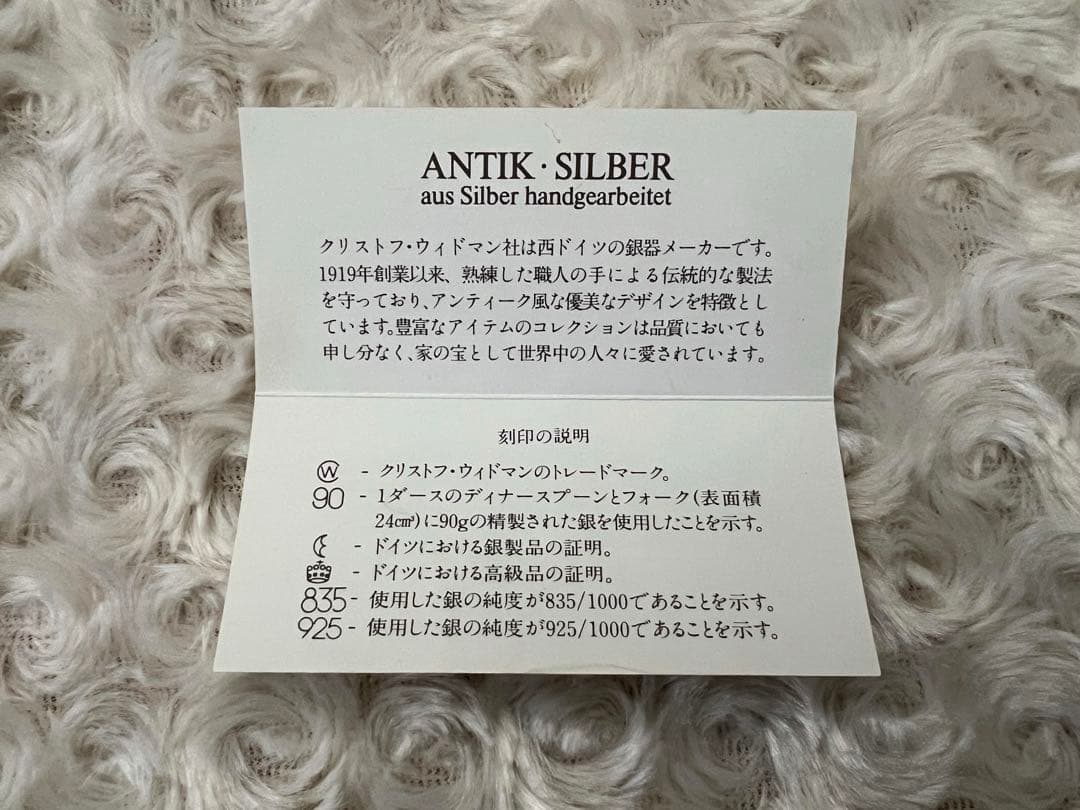 ANTIK・SILBER
aus Silber handgearbeitet
クリストフ・ウィドマン社は西ドイツの銀器メーカーです。
1919年創業以来、熟練した職人の手による伝統的な製法
を守っており、アンティーク風な優美なデザインを特徴とし
ています。豊富なアイテムのコレクションは品質においても
申し分なく、家の宝として世界中の人々に愛されています。
刻印の説明
CW - クリストフ・ウィドマンのトレードマーク。
90 - 1ダースのディナースプーンとフォーク(表面積
24cm²)に90gの精製された銀を使用したことを示す。
- ドイツにおける銀製品の証明。
- ドイツにおける高級品の証明。
835 - 使用した銀の純度が835/1000であることを示す。
925 - 使用した銀の純度が925/1000であることを示す。